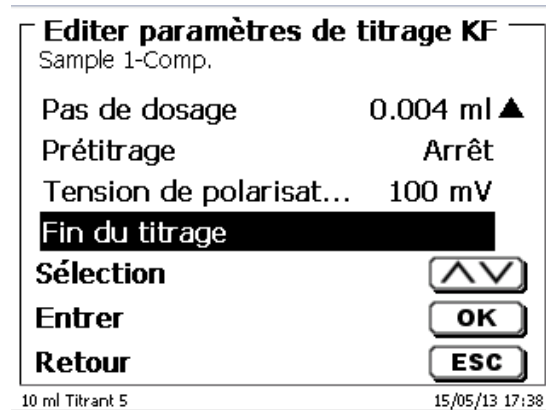 Editer paramètres de titrage KF
Sample 1-Comp.
Pas de dosage 0.004 ml ▲
Prétitrage Arrêt
Tension de polarisat... 100 mV
Fin du titrage
Sélection
Entrer OK
Retour ESC
10 ml Titrant 5 15/05/13 17:38